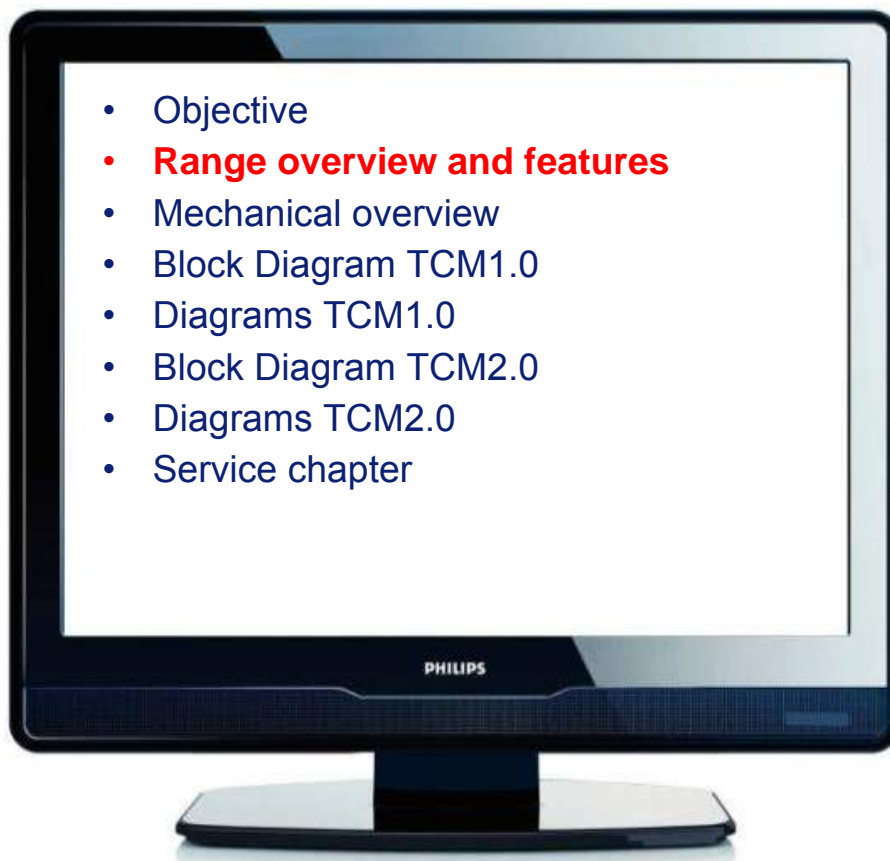 • Objective
• Range overview and features
• Mechanical overview
• Block Diagram TCM1.0
• Diagrams TCM1.0
• Block Diagram TCM2.0
• Diagrams TCM2.0
• Service chapter
PHILIPS